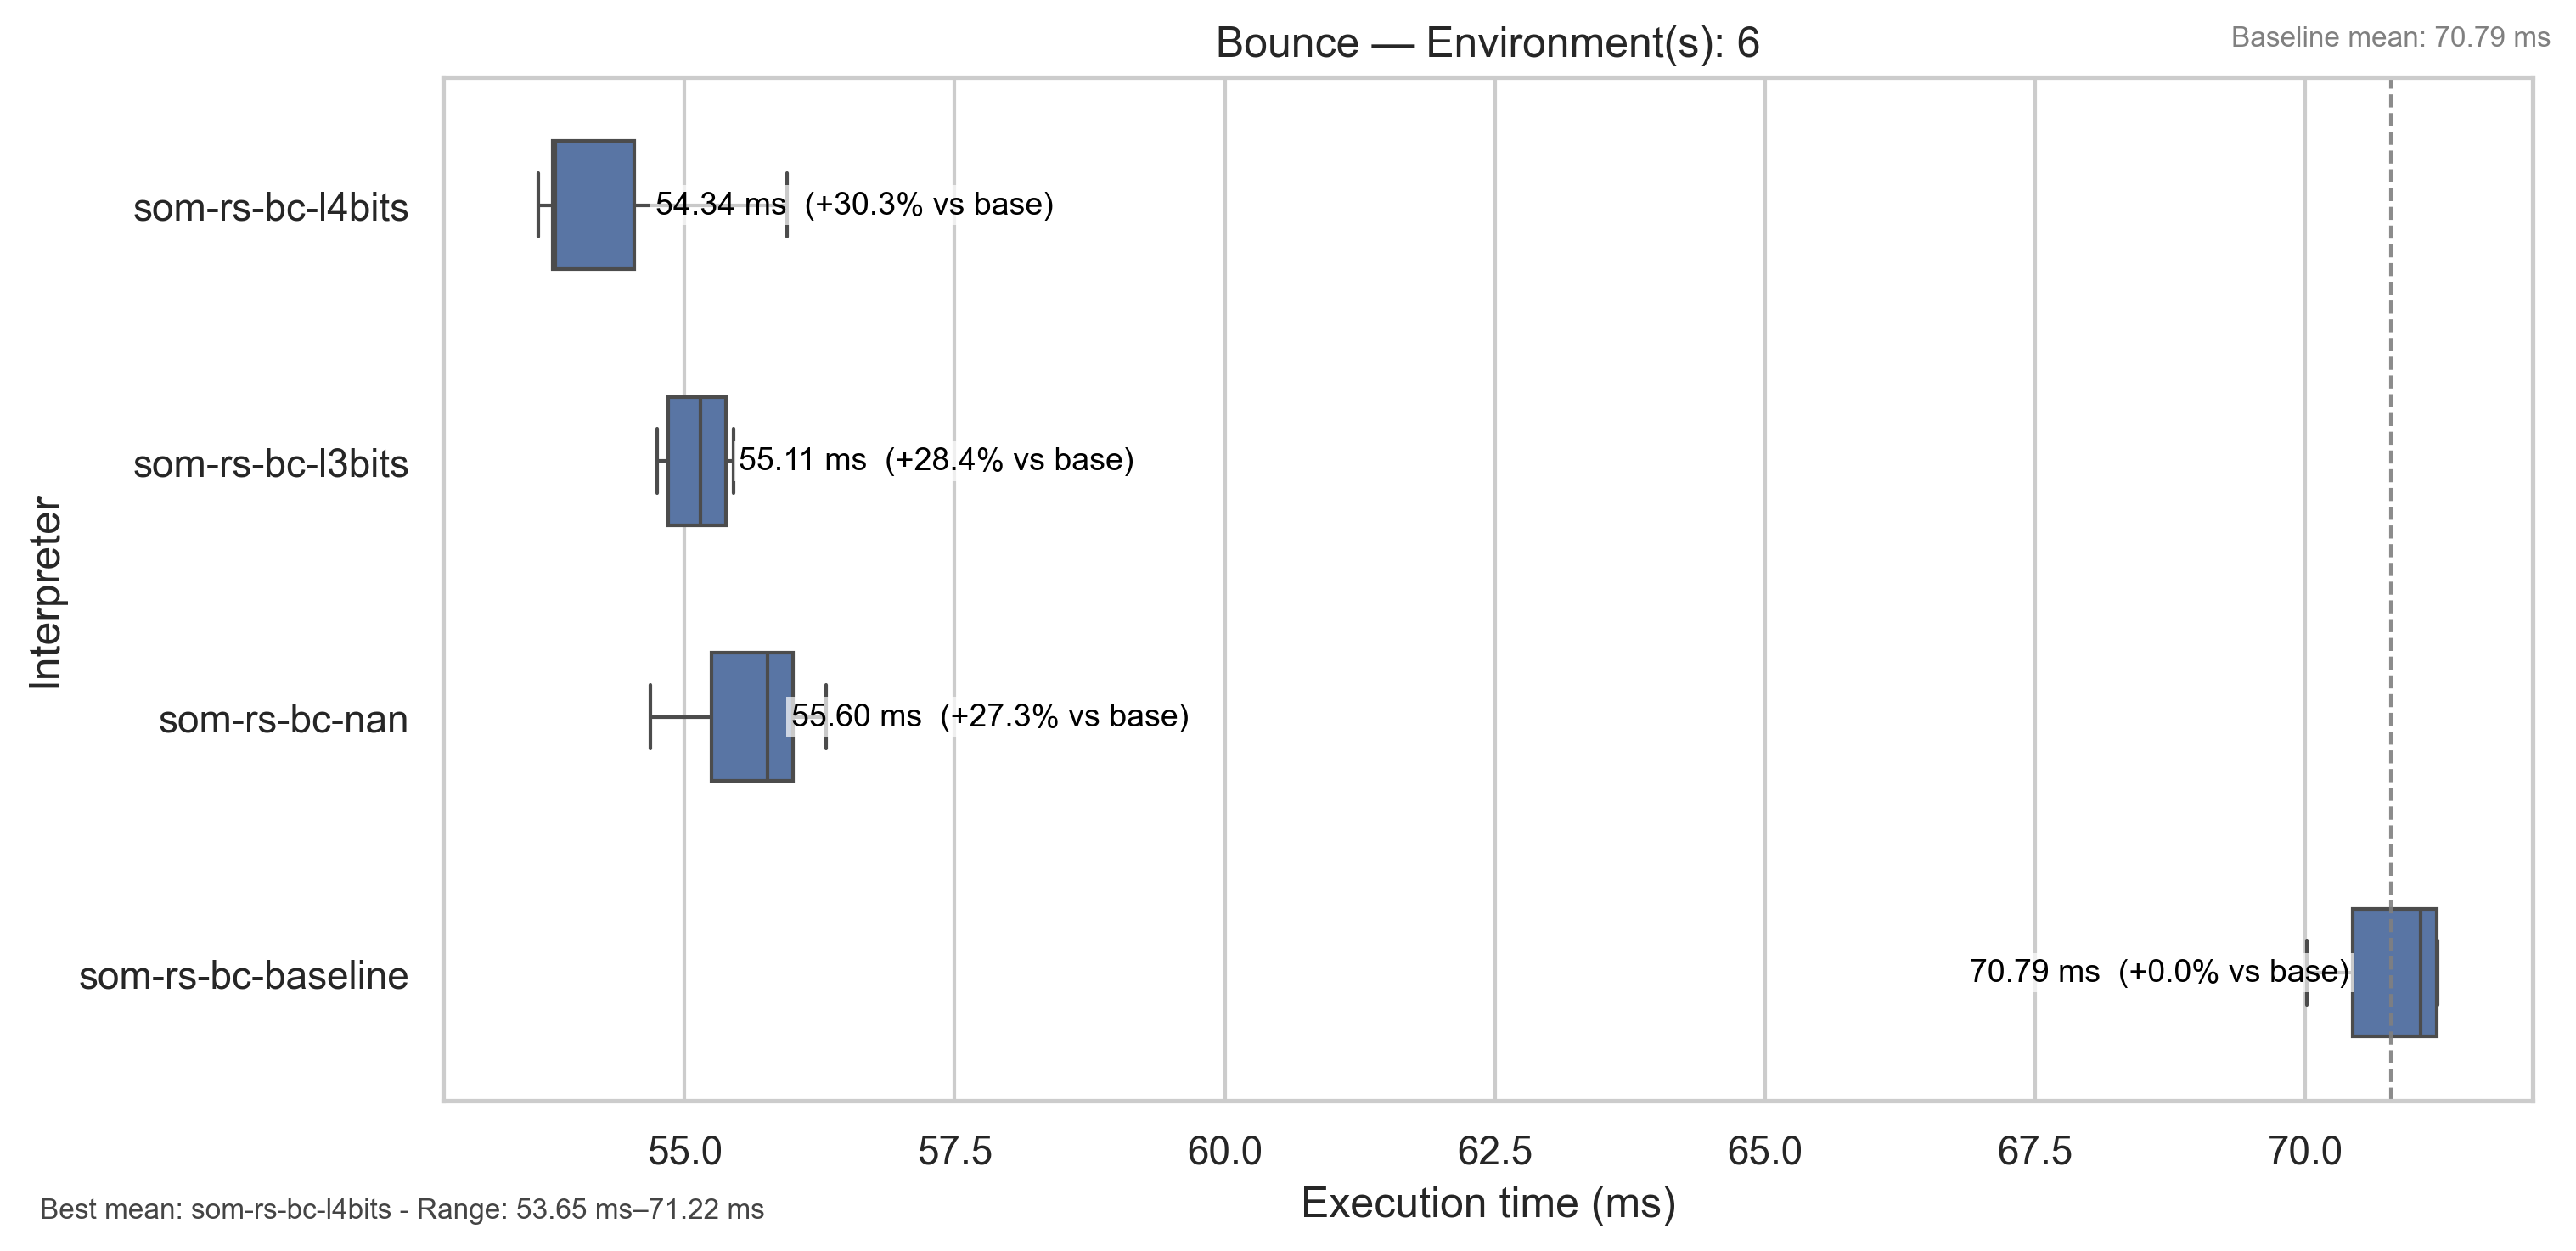 Bounce — Environment(s): 6
Baseline mean: 70.79 ms
Interpreter
som-rs-bc-l4bits
54.34 ms  (+30.3% vs base)
som-rs-bc-l3bits
55.11 ms  (+28.4% vs base)
som-rs-bc-nan
55.60 ms  (+27.3% vs base)
som-rs-bc-baseline
70.79 ms  (+0.0% vs base)
55.0 57.5 60.0 62.5 65.0 67.5 70.0
Execution time (ms)
Best mean: som-rs-bc-l4bits - Range: 53.65 ms–71.22 ms